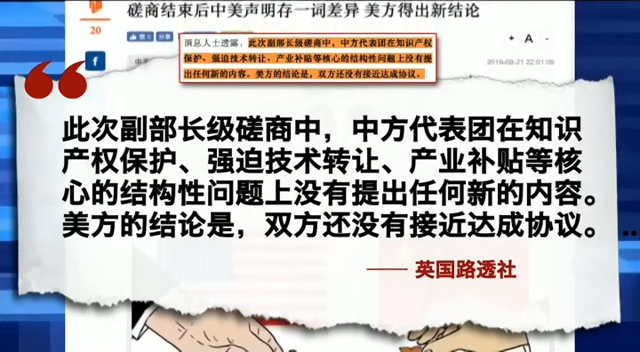 磋商结束后中美声明存一词差异 美方得出新结论
20
消息人士透露,此次副部长级磋商中,中方代表团在知识产权
保护、强迫技术转让、产业补贴等核心的结构性问题上没有提
出任何新的内容。美方的结论是,双方还没有接近达成协议。
+ A -
2019-09-21 22:01:09
此次副部长级磋商中,中方代表团在知识
产权保护、强迫技术转让、产业补贴等核
心的结构性问题上没有提出任何新的内容。
美方的结论是,双方还没有接近达成协议。
—— 英国路透社